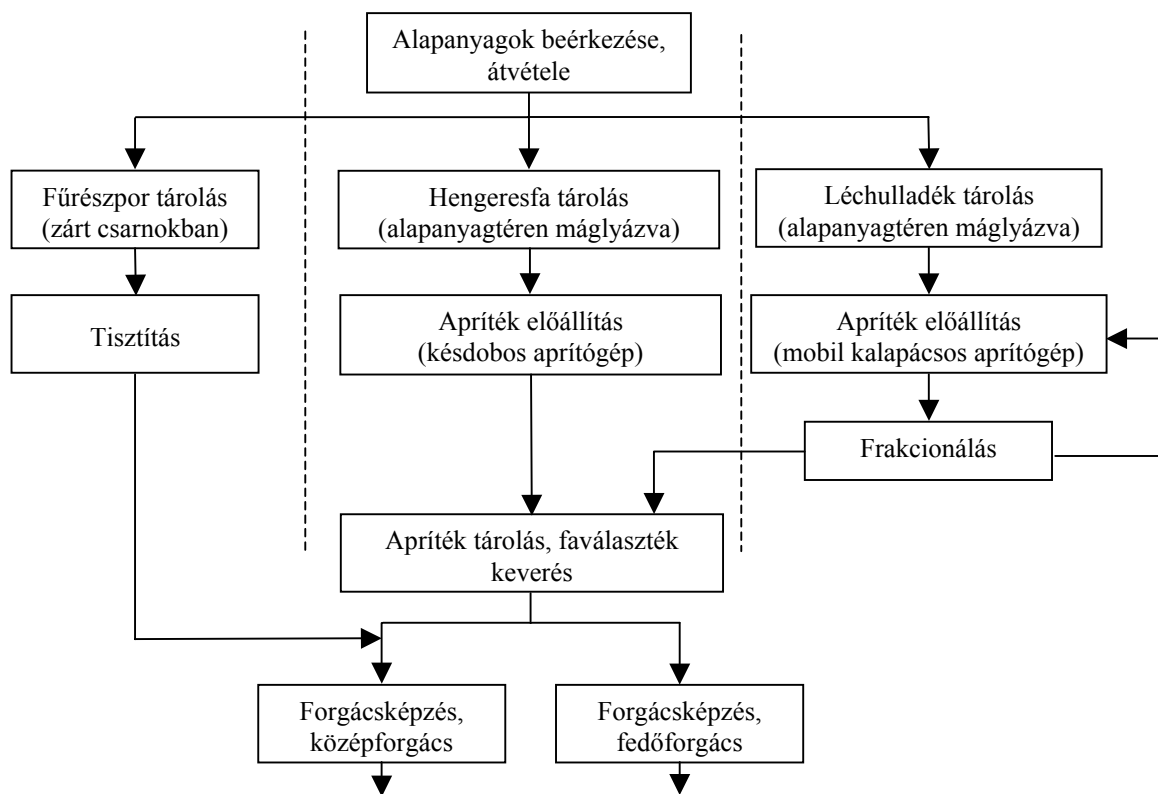 Alapanyagok beérkezése,
átvétele
Fűrészpor tárolás
(zárt csarnokban)
Hengeresfa tárolás
(alapanyagtéren máglyázva)
Léchulladék tárolás
(alapanyagtéren máglyázva)
Tisztítás
Apríték előállítás
(késdobos aprítógép)
Apríték előállítás
(mobil kalapácsos aprítógép)
Frakcionálás
Apríték tárolás, faválaszték
keverés
Forgácsképzés,
középforgács
Forgácsképzés,
fedőforgács